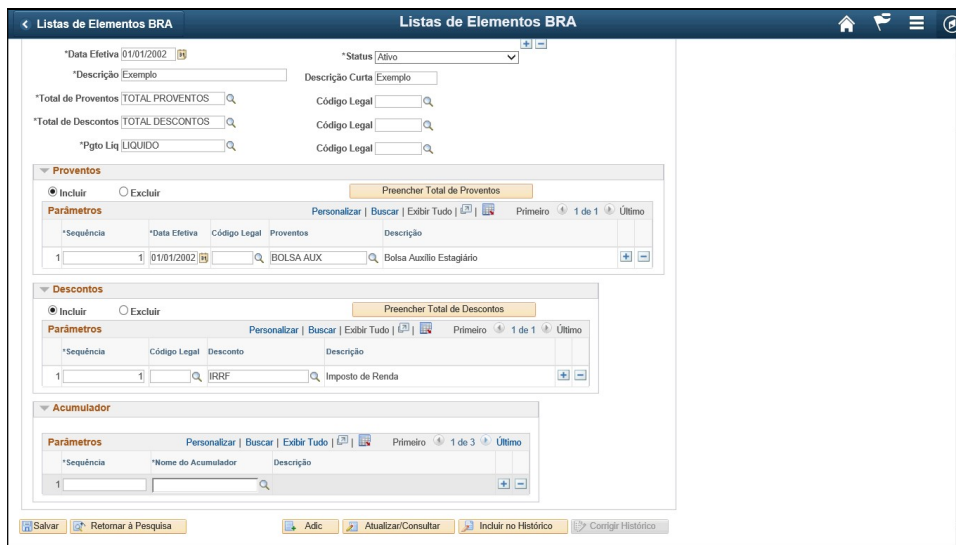 Listas de Elementos BRA Listas de Elementos BRA
*Data Efetiva 01/01/2002 *Status Ativo
*Descrição Exemplo Descrição Curta Exemplo
*Total de Proventos TOTAL PROVENTOS Código Legal
*Total de Descontos TOTAL DESCONTOS Código Legal
*Pgto Líq LIQUIDO Código Legal
Proventos
Incluir Excluir Preencher Total de Proventos
Parâmetros Personalizar | Buscar | Exibir Tudo | | Primeiro 1 de 1 Último
*Sequência *Data Efetiva Código Legal Proventos Descrição
1 1 01/01/2002 BOLSA AUX Bolsa Auxílio Estagiário
Descontos
Incluir Excluir Preencher Total de Descontos
Parâmetros Personalizar | Buscar | Exibir Tudo | | Primeiro 1 de 1 Último
*Sequência Código Legal Desconto Descrição
1 1 IRRF Imposto de Renda
Acumulador
Parâmetros Personalizar | Buscar | Exibir Tudo | | Primeiro 1 de 3 Último
*Sequência *Nome do Acumulador Descrição
1
Salvar Retornar à Pesquisa Adic Atualizar/Consultar Incluir no Histórico Corrigir Histórico